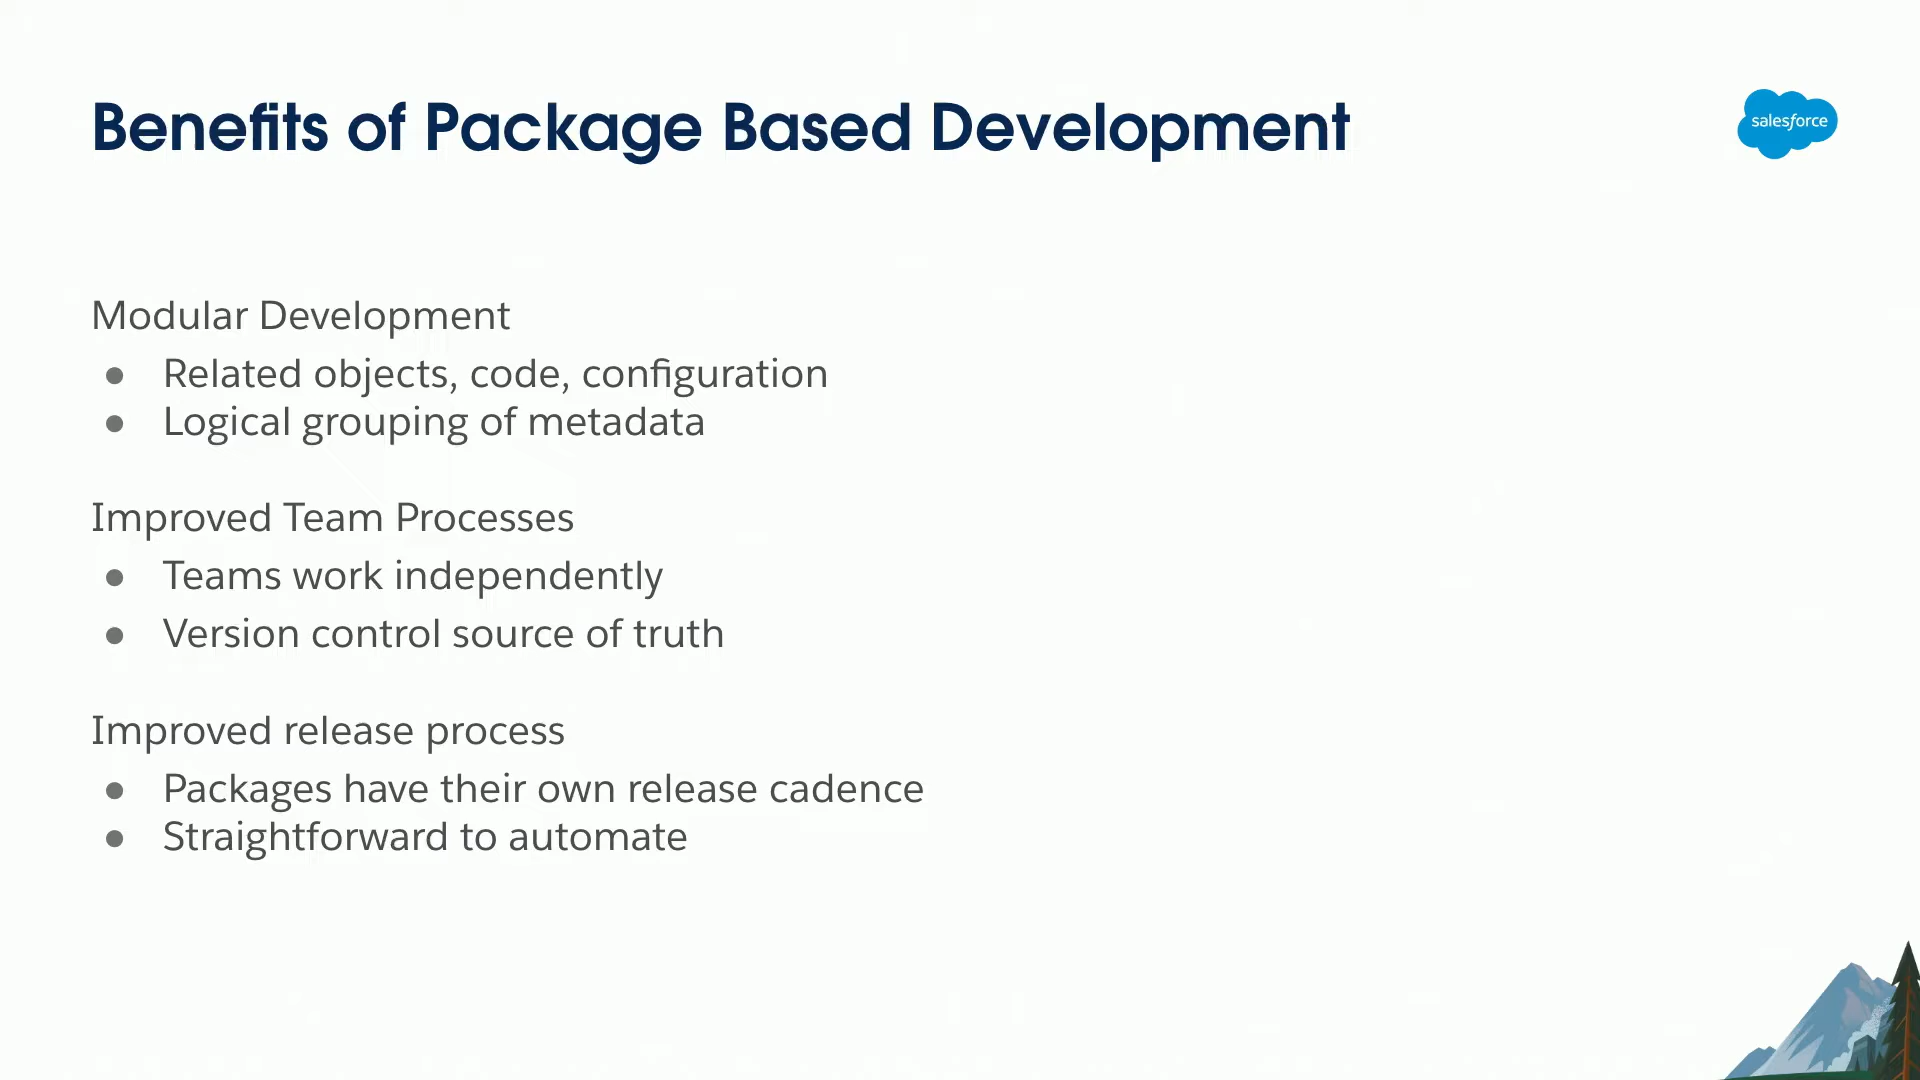 Benefits of Package Based Development
salesforce
Modular Development
● Related objects, code, configuration
● Logical grouping of metadata
Improved Team Processes
● Teams work independently
● Version control source of truth
Improved release process
● Packages have their own release cadence
● Straightforward to automate